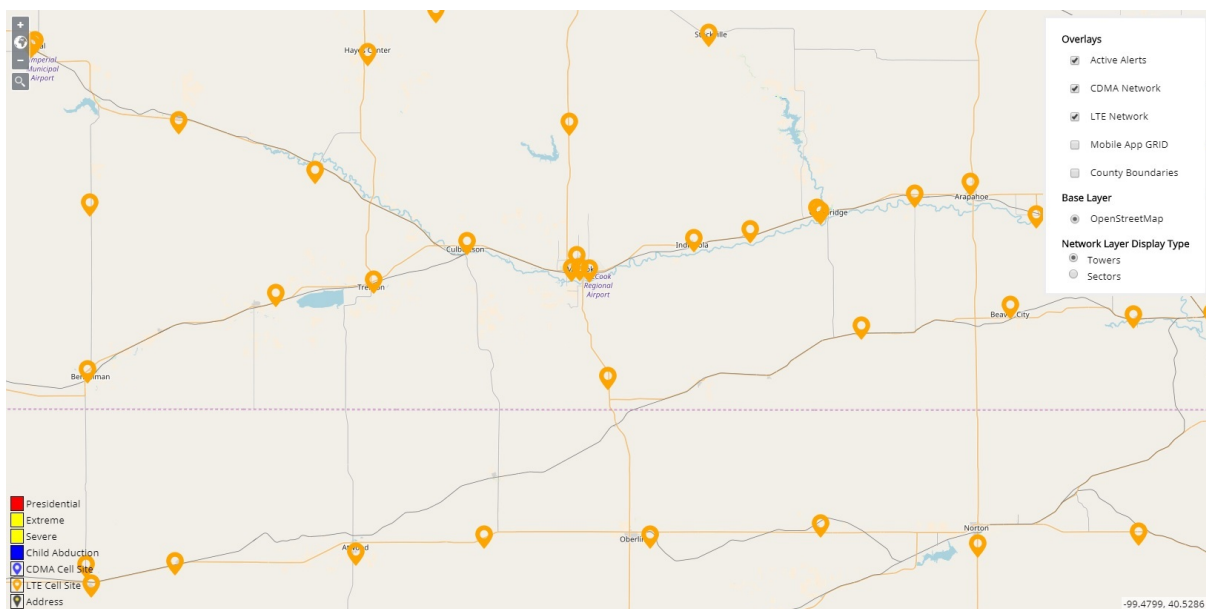 +
−
Imperial
Municipal
Airport
Hayes Center
Stockville
Culbertson
Trenton
Indianola
Arapahoe
Cook
Regional
Airport
Beaver City
Atwood
Oberlin
Norton
Overlays
Active Alerts
CDMA Network
LTE Network
Mobile App GRID
County Boundaries
Base Layer
OpenStreetMap
Network Layer Display Type
Towers
Sectors
Presidential
Extreme
Severe
Child Abduction
CDMA Cell Site
LTE Cell Site
Address
-99.4799, 40.5286